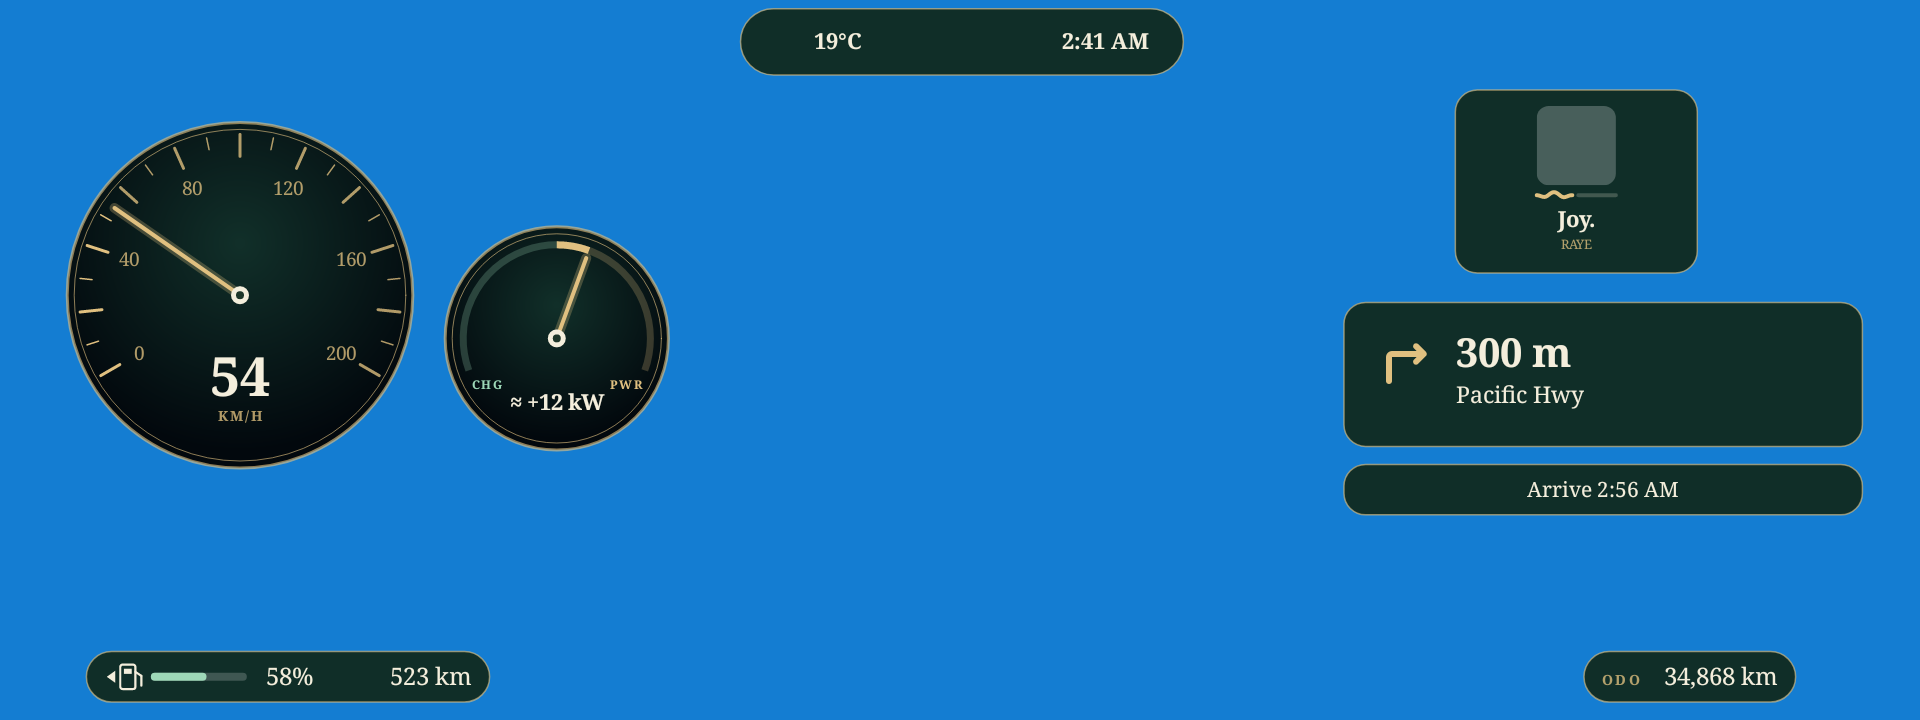 19°C 2:41 AM
80 120
40 160
0 200
54
KM/H
CHG PWR
≈ +12 kW
Joy.
RAYE
300 m
Pacific Hwy
Arrive 2:56 AM
58% 523 km
ODO 34,868 km